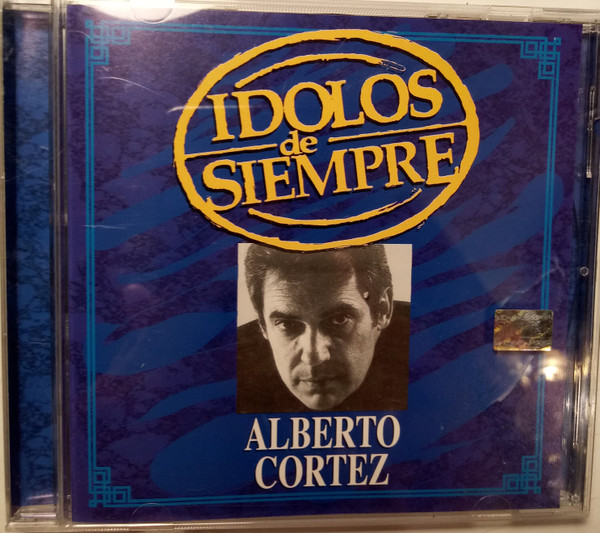 IDOLOS
de
SIEMPRE
ALBERTO
CORTEZ